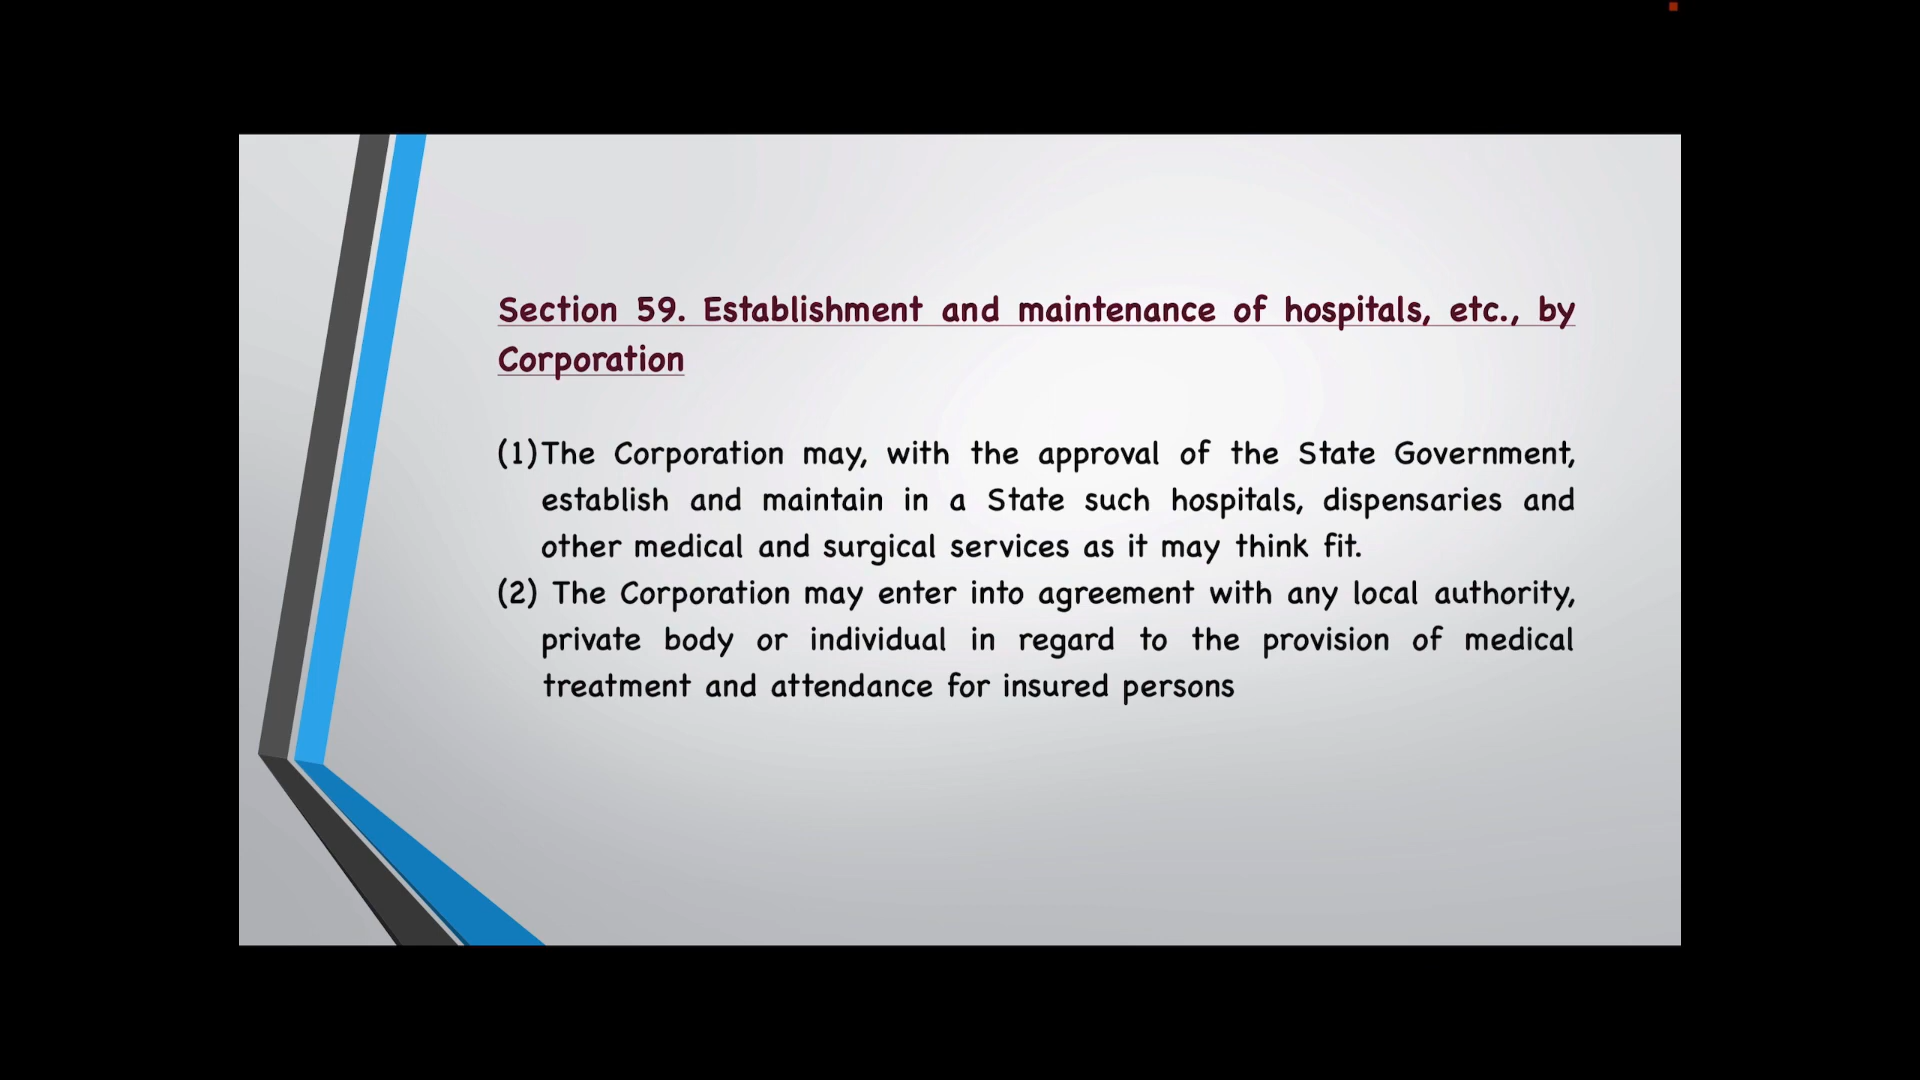 Section 59. Establishment and maintenance of hospitals, etc., by
Corporation
(1)The Corporation may, with the approval of the State Government,
establish and maintain in a State such hospitals, dispensaries and
other medical and surgical services as it may think fit.
(2) The Corporation may enter into agreement with any local authority,
private body or individual in regard to the provision of medical
treatment and attendance for insured persons